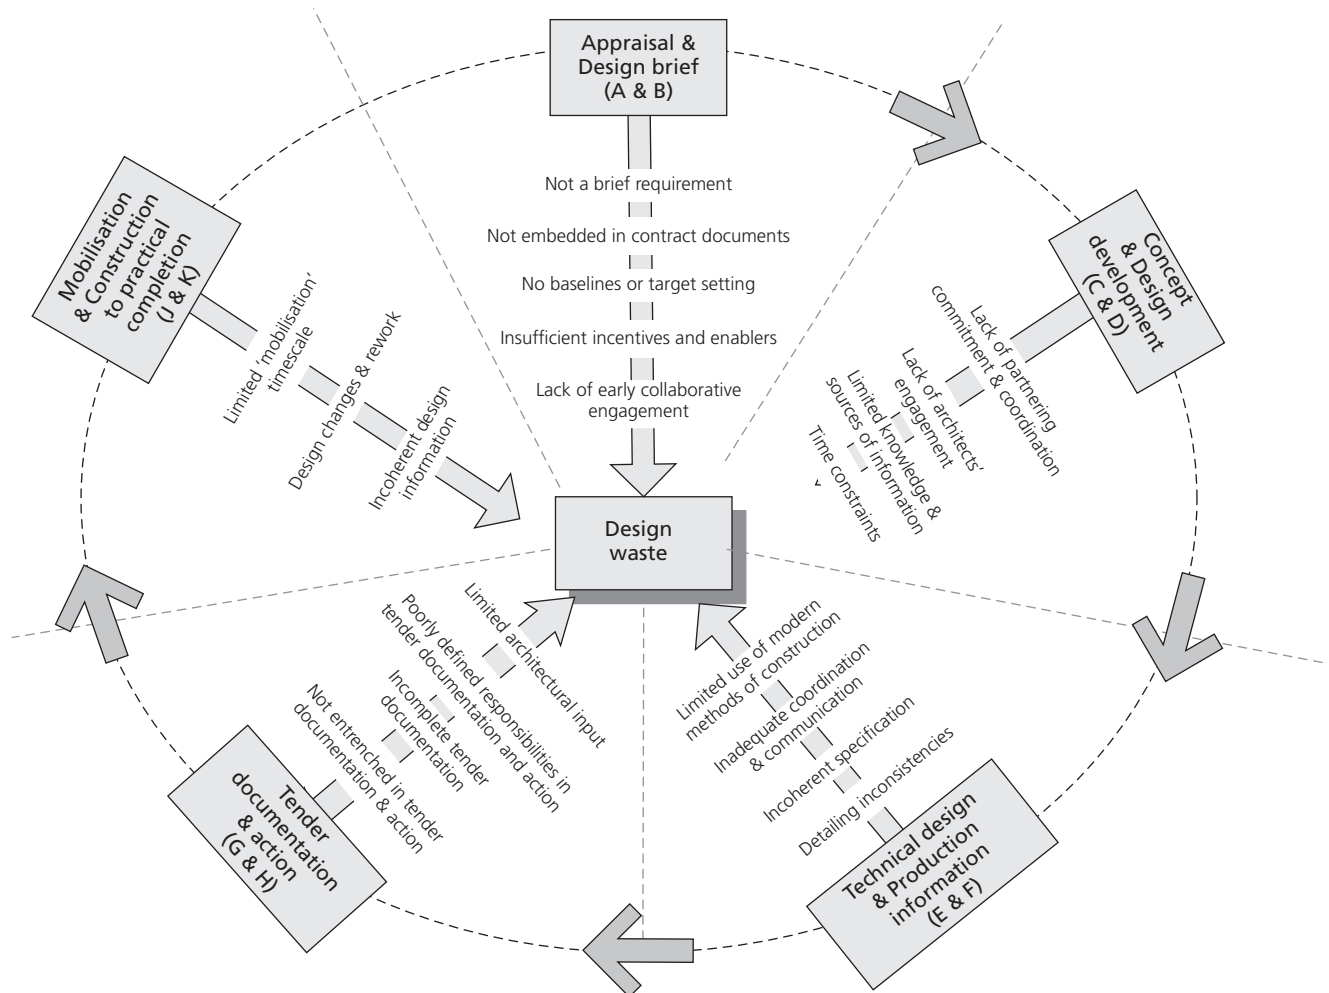 Appraisal &
Design brief
(A & B)
Not a brief requirement
Not embedded in contract documents
No baselines or target setting
Insufficient incentives and enablers
Lack of early collaborative
engagement
Concept
& Design
development
(C & D)
Lack of partnering
commitment & coordination
Lack of architects’
engagement
Limited knowledge &
sources of information
Time constraints
Technical design
& Production
information
(E & F)
Detailing inconsistencies
Incoherent specification
Inadequate coordination
& communication
Limited use of modern
methods of construction
Tender
documentation
& action
(G & H)
Not entrenched in tender
documentation & action
Incomplete tender
documentation
Poorly defined responsibilities in
tender documentation and action
Limited architectural input
Mobilisation
& Construction
to practical
completion
(J & K)
Limited ‘mobilisation’
timescale
Design changes & rework
Incoherent design
information
Design
waste